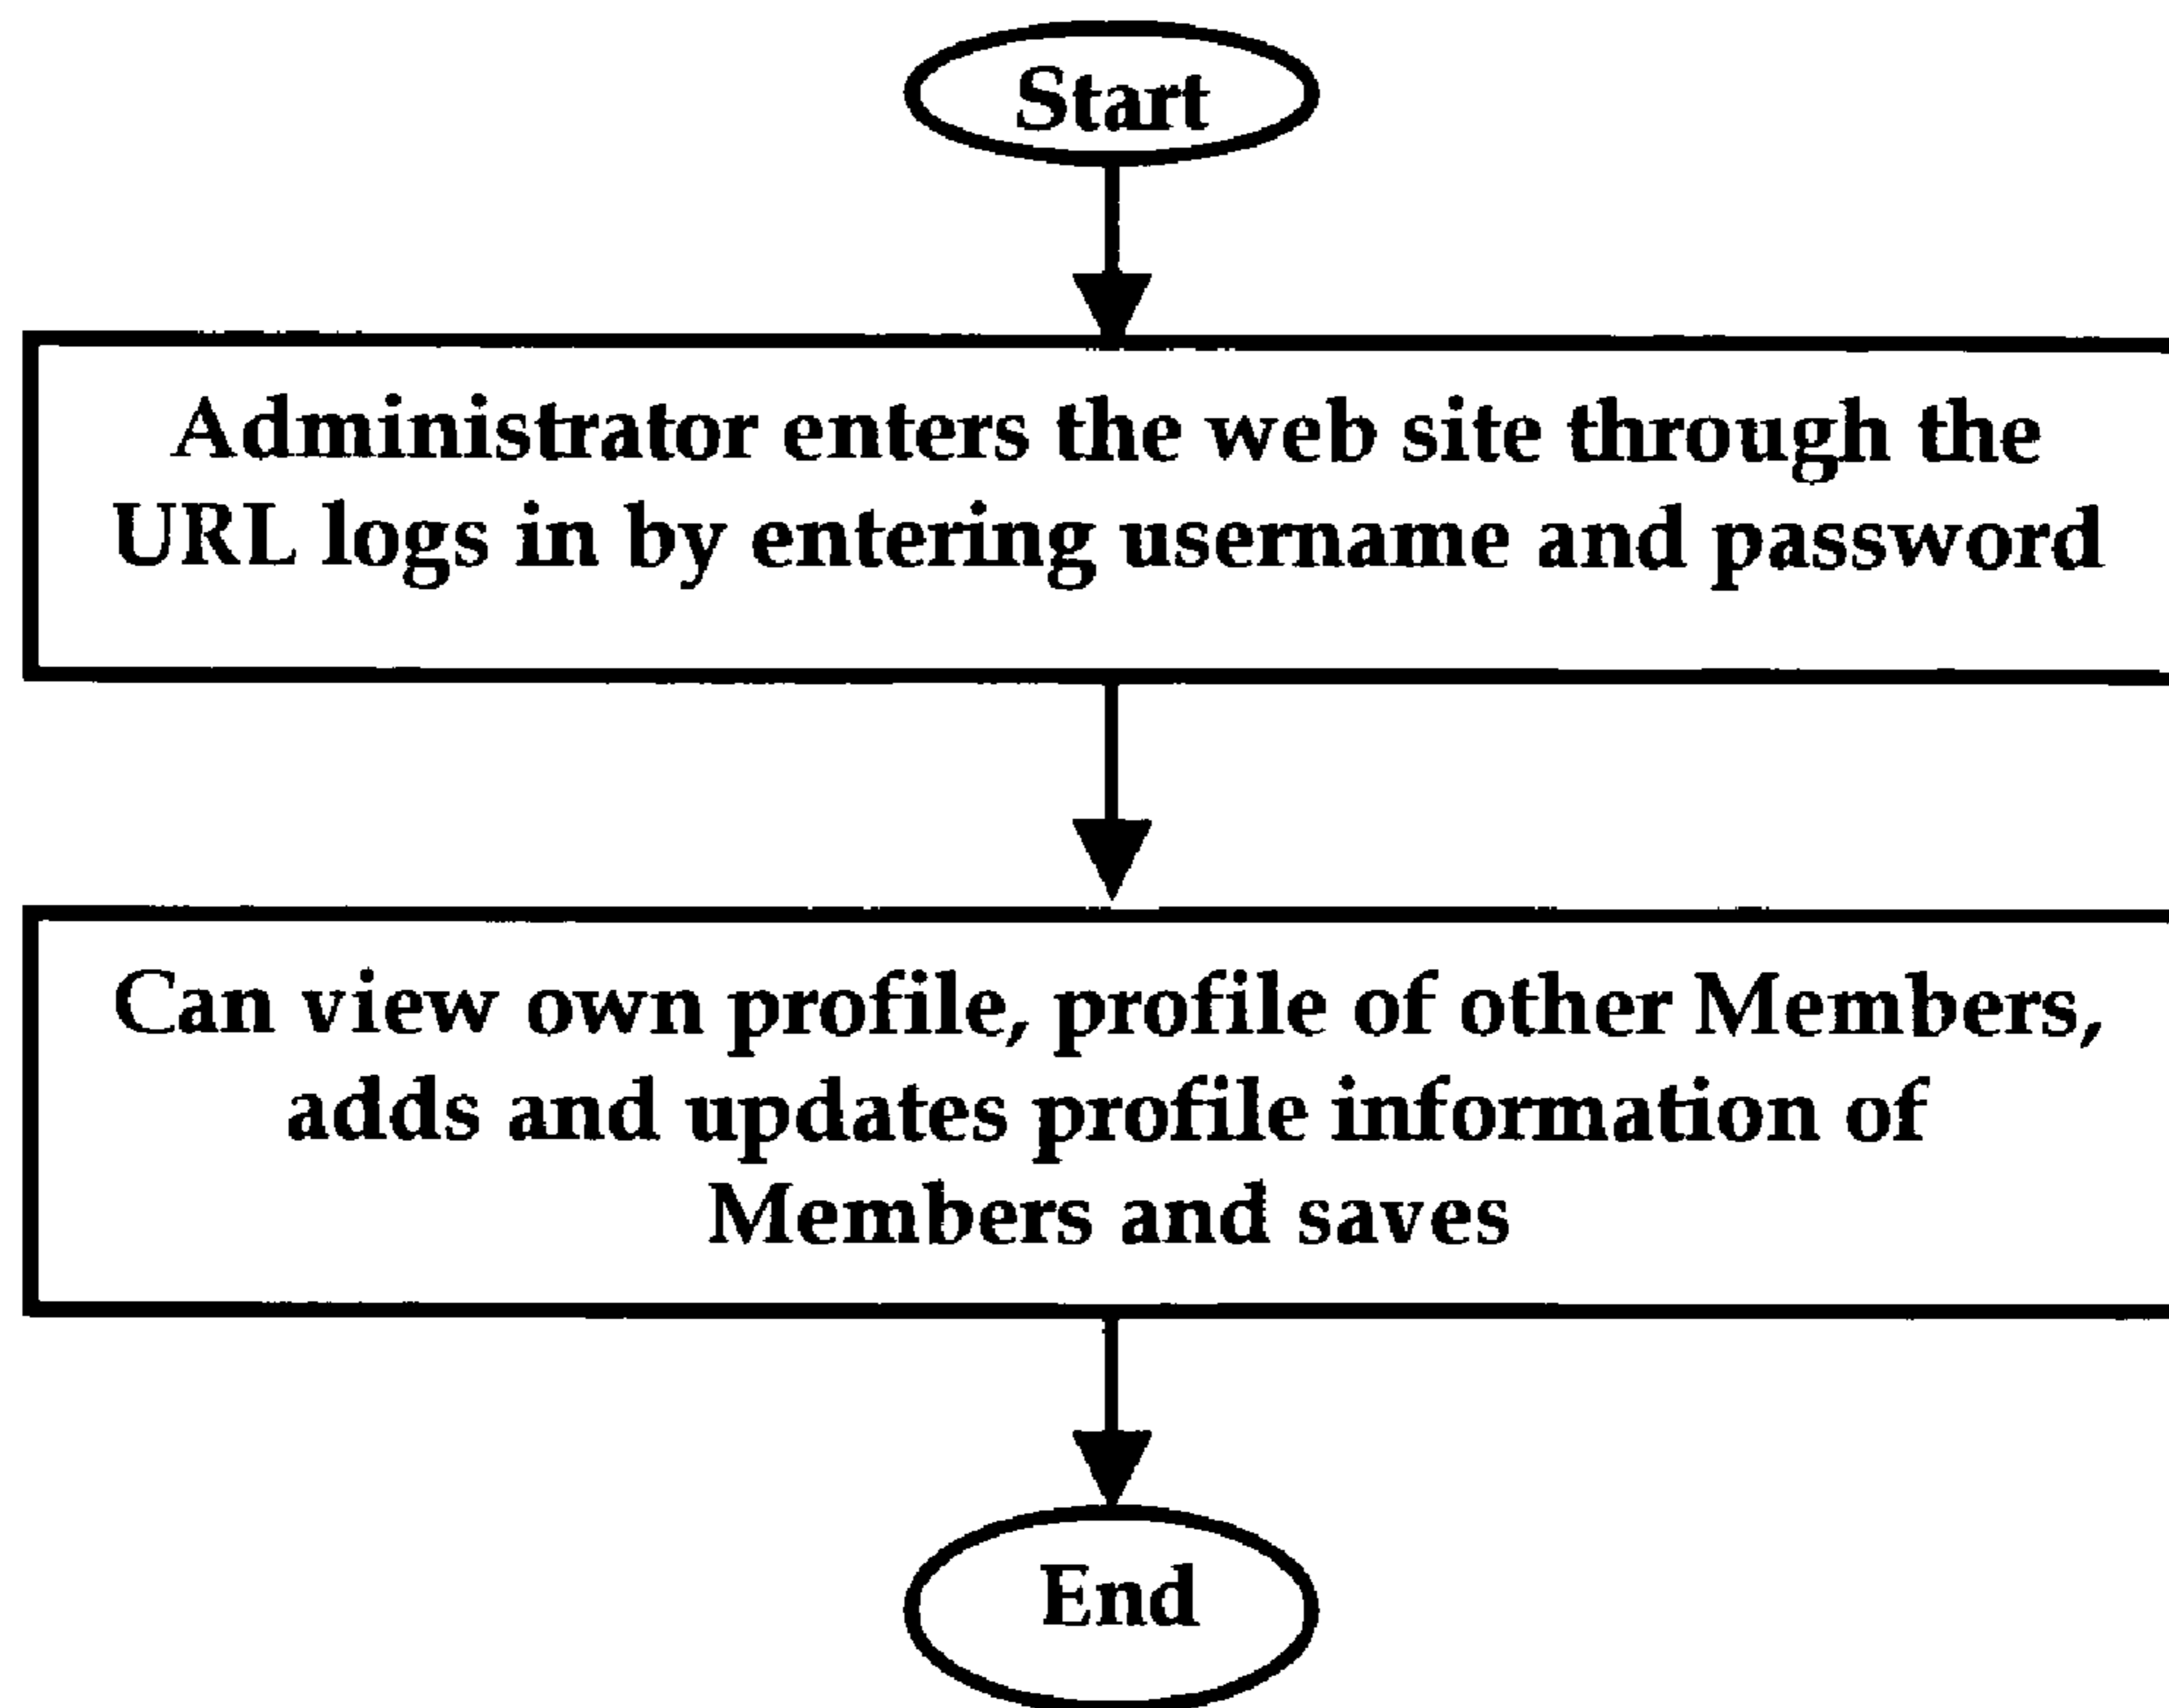 Start
Administrator enters the web site through the
URL logs in by entering username and password
Can view own profile, profile of other Members,
adds and updates profile information of
Members and saves
End